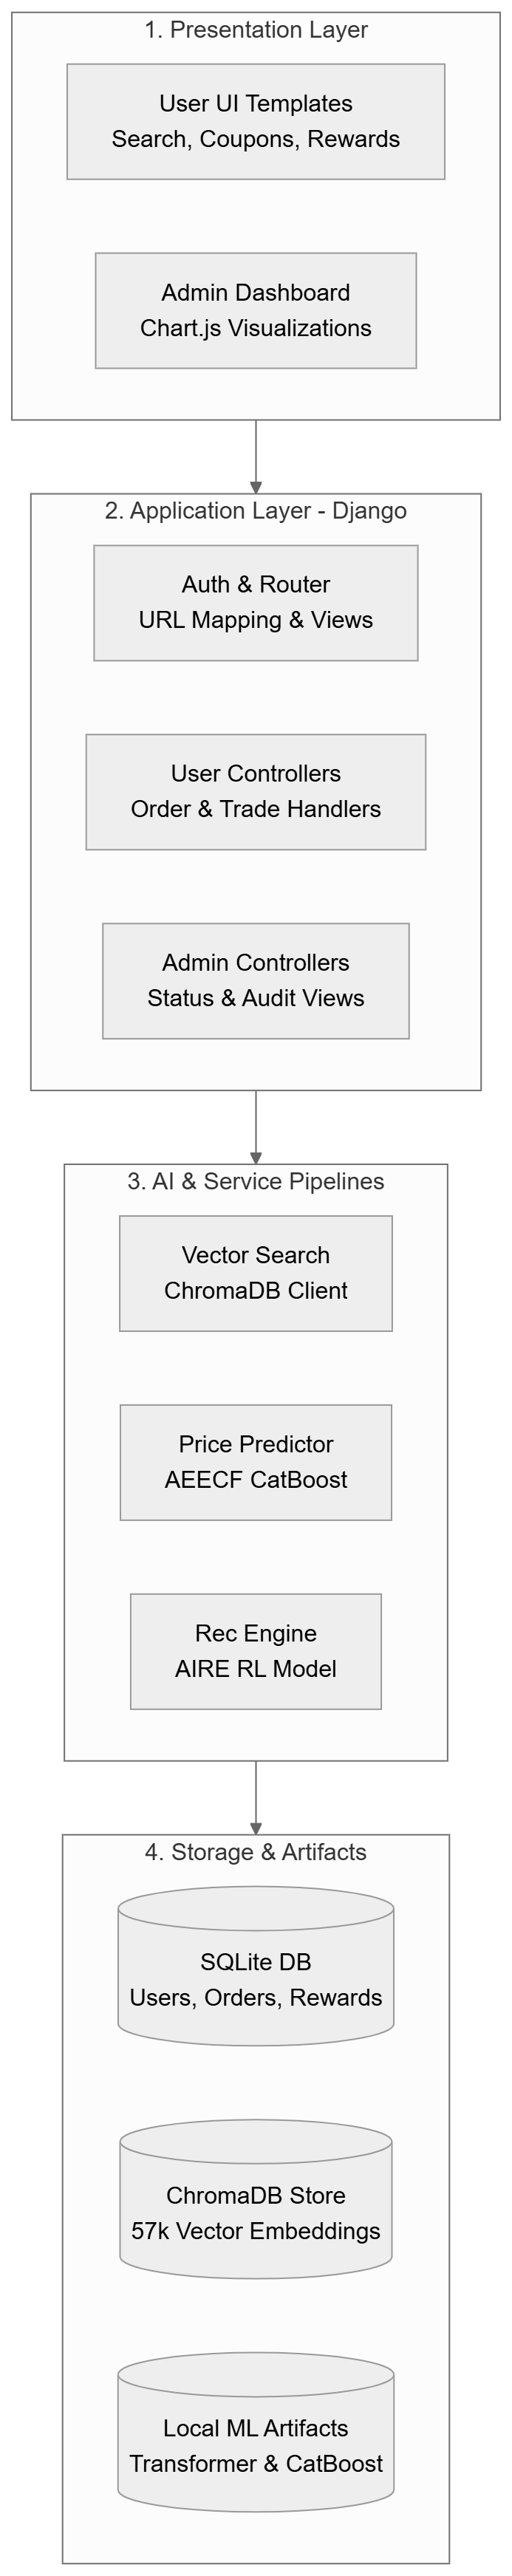 1. Presentation Layer
User UI Templates
Search, Coupons, Rewards
Admin Dashboard
Chart.js Visualizations
2. Application Layer - Django
Auth & Router
URL Mapping & Views
User Controllers
Order & Trade Handlers
Admin Controllers
Status & Audit Views
3. AI & Service Pipelines
Vector Search
ChromaDB Client
Price Predictor
AEECF CatBoost
Rec Engine
AIRE RL Model
4. Storage & Artifacts
SQLite DB
Users, Orders, Rewards
ChromaDB Store
57k Vector Embeddings
Local ML Artifacts
Transformer & CatBoost